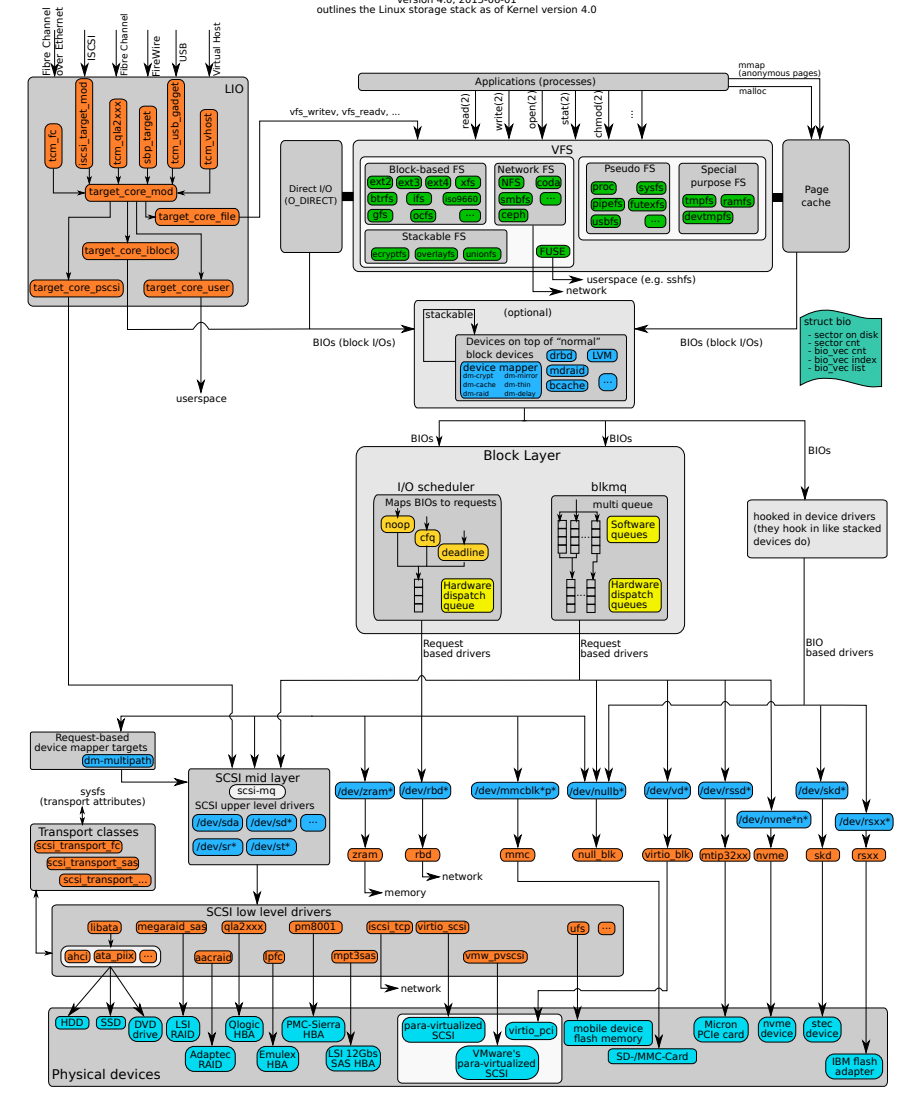 version 4.0, 2015-06-01
outlines the Linux storage stack as of Kernel version 4.0
Fibre Channel
over Ethernet
ISCSI
Fibre Channel
FireWire
USB
Virtual Host
LIO
tcm_fc
iscsi_target_mod
tcm_qla2xxx
sbp_target
tcm_usb_gadget
tcm_vhost
target_core_mod
target_core_file
target_core_iblock
target_core_pscsi
target_core_user
vfs_writev, vfs_readv, ...
userspace
Applications (processes)
mmap
(anonymous pages)
malloc
read(2)
write(2)
open(2)
stat(2)
chmod(2)
...
VFS
Direct I/O
(O_DIRECT)
Block-based FS
ext2
ext3
ext4
xfs
btrfs
ifs
iso9660
gfs
ocfs
...
Network FS
NFS
coda
smbfs
...
ceph
Pseudo FS
proc
sysfs
pipefs
futexfs
usbfs
...
Special
purpose FS
tmpfs
ramfs
devtmpfs
Stackable FS
ecryptfs
overlayfs
unionfs
FUSE
userspace (e.g. sshfs)
network
Page
cache
stackable
(optional)
Devices on top of “normal”
block devices
drbd
LVM
device mapper
dm-crypt
dm-mirror
dm-cache
dm-thin
dm-raid
dm-delay
mdraid
bcache
...
BIOs (block I/Os)
BIOs (block I/Os)
struct bio
- sector on disk
- sector cnt
- bio_vec cnt
- bio_vec index
- bio_vec list
BIOs
BIOs
BIOs
Block Layer
I/O scheduler
Maps BIOs to requests
noop
cfq
deadline
Hardware
dispatch
queue
blkmq
multi queue
Software
queues
Hardware
dispatch
queues
hooked in device drivers
(they hook in like stacked
devices do)
Request
based drivers
Request
based drivers
BIO
based drivers
Request-based
device mapper targets
dm-multipath
sysfs
(transport attributes)
Transport classes
scsi_transport_fc
scsi_transport_sas
scsi_transport_...
SCSI mid layer
scsi-mq
SCSI upper level drivers
/dev/sda
/dev/sd*
...
/dev/sr*
/dev/st*
/dev/zram*
/dev/rbd*
/dev/mmcblk*p*
/dev/nullb*
/dev/vd*
/dev/rssd*
/dev/nvme*n*
/dev/skd*
/dev/rsxx*
zram
rbd
mmc
null_blk
virtio_blk
mtip32xx
nvme
skd
rsxx
memory
network
SCSI low level drivers
libata
megaraid_sas
qla2xxx
pm8001
iscsi_tcp
virtio_scsi
ufs
...
ahci
ata_piix
...
aacraid
lpfc
mpt3sas
vmw_pvscsi
network
HDD
SSD
DVD
drive
LSI
RAID
Adaptec
RAID
Qlogic
HBA
Emulex
HBA
PMC-Sierra
HBA
LSI 12Gbs
SAS HBA
para-virtualized
SCSI
VMware's
para-virtualized
SCSI
virtio_pci
mobile device
flash memory
SD-/MMC-Card
Micron
PCIe card
nvme
device
stec
device
IBM flash
adapter
Physical devices